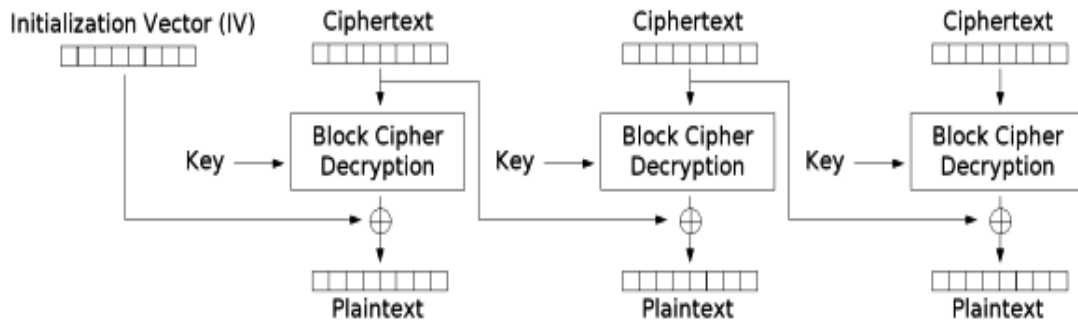 Initialization Vector (IV)
Ciphertext
Ciphertext
Ciphertext
Key
Block Cipher
Decryption
Key
Block Cipher
Decryption
Key
Block Cipher
Decryption
Plaintext
Plaintext
Plaintext